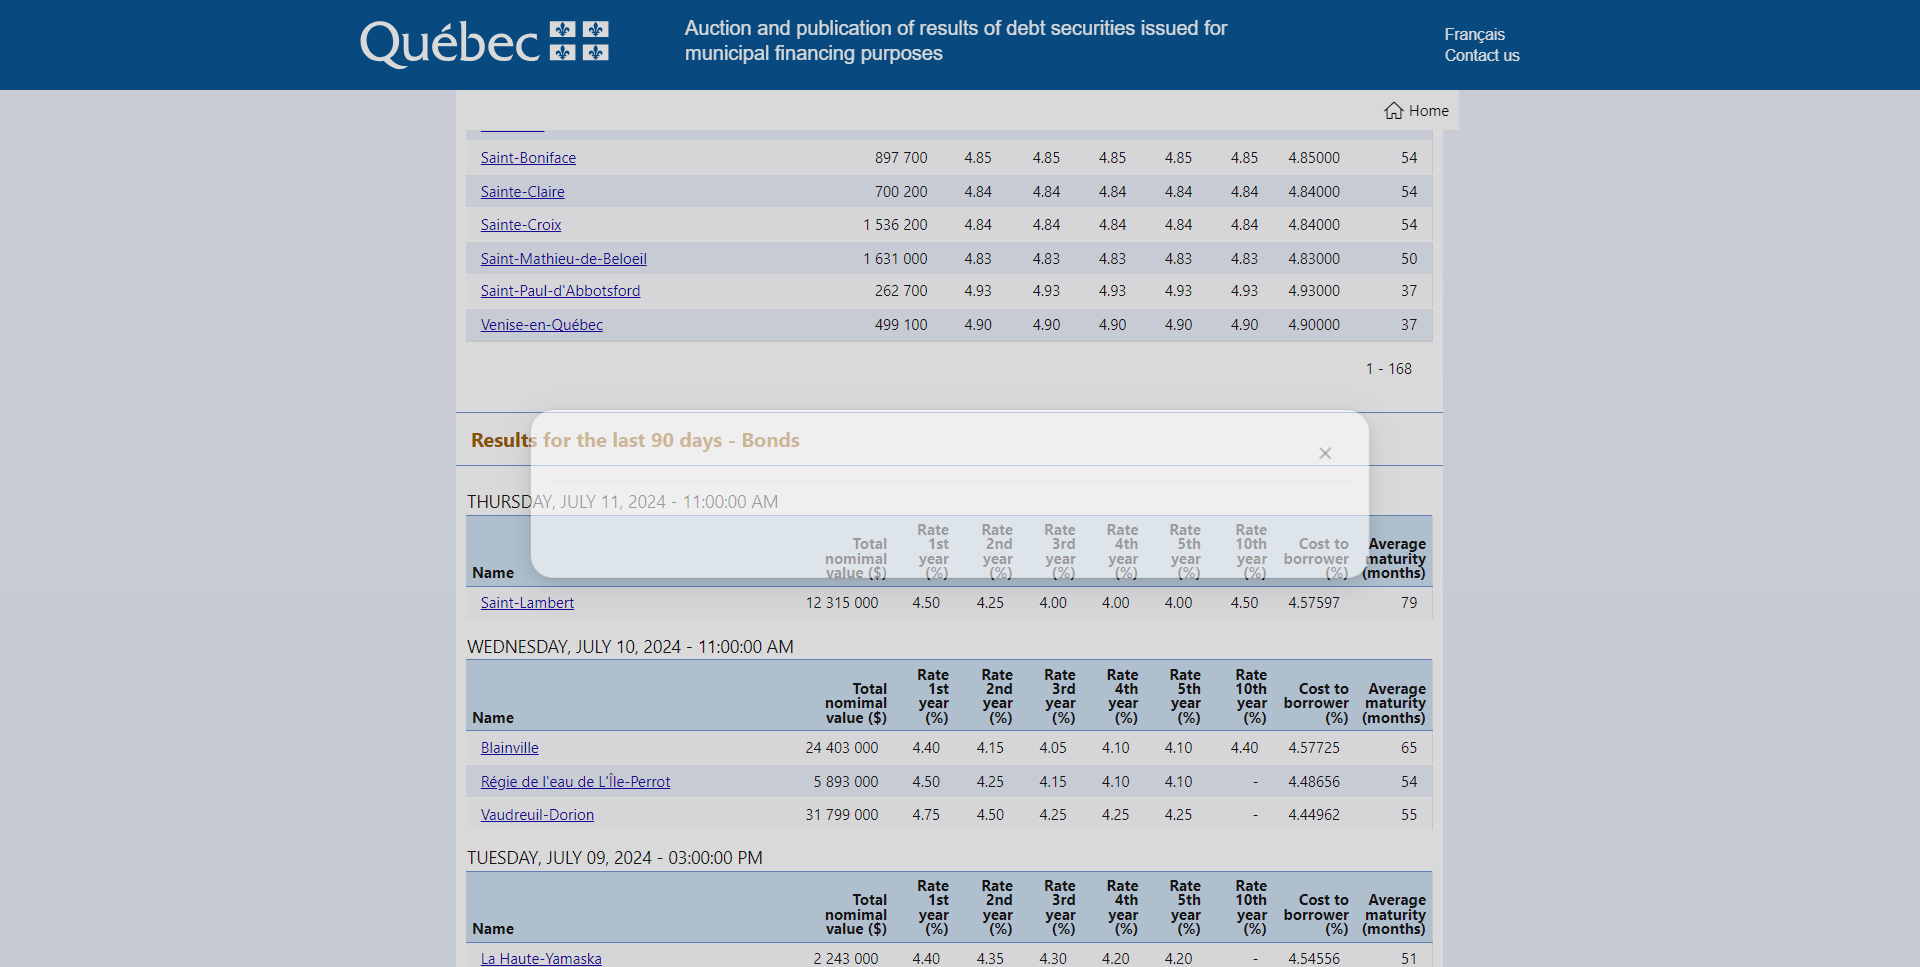 Québec
Auction and publication of results of debt securities issued for
municipal financing purposes
Français
Contact us
Home
Saint-Boniface 897 700 4.85 4.85 4.85 4.85 4.85 4.85000 54
Sainte-Claire 700 200 4.84 4.84 4.84 4.84 4.84 4.84000 54
Sainte-Croix 1 536 200 4.84 4.84 4.84 4.84 4.84 4.84000 54
Saint-Mathieu-de-Beloeil 1 631 000 4.83 4.83 4.83 4.83 4.83 4.83000 50
Saint-Paul-d'Abbotsford 262 700 4.93 4.93 4.93 4.93 4.93 4.93000 37
Venise-en-Québec 499 100 4.90 4.90 4.90 4.90 4.90 4.90000 37
1 - 168
Results for the last 90 days - Bonds
THURSDAY, JULY 11, 2024 - 11:00:00 AM
Rate Rate Rate Rate Rate Rate
Total 1st 2nd 3rd 4th 5th 10th Cost to Average
nomimal year year year year year year borrower maturity
Name value ($) (%) (%) (%) (%) (%) (%) (%) (months)
Saint-Lambert 12 315 000 4.50 4.25 4.00 4.00 4.00 4.50 4.57597 79
WEDNESDAY, JULY 10, 2024 - 11:00:00 AM
Rate Rate Rate Rate Rate Rate
Total 1st 2nd 3rd 4th 5th 10th Cost to Average
nomimal year year year year year year borrower maturity
Name value ($) (%) (%) (%) (%) (%) (%) (%) (months)
Blainville 24 403 000 4.40 4.15 4.05 4.10 4.10 4.40 4.57725 65
Régie de l'eau de L'Île-Perrot 5 893 000 4.50 4.25 4.15 4.10 4.10 - 4.48656 54
Vaudreuil-Dorion 31 799 000 4.75 4.50 4.25 4.25 4.25 - 4.44962 55
TUESDAY, JULY 09, 2024 - 03:00:00 PM
Rate Rate Rate Rate Rate Rate
Total 1st 2nd 3rd 4th 5th 10th Cost to Average
nomimal year year year year year year borrower maturity
Name value ($) (%) (%) (%) (%) (%) (%) (%) (months)
La Haute-Yamaska 2 243 000 4.40 4.35 4.30 4.20 4.20 - 4.54556 51